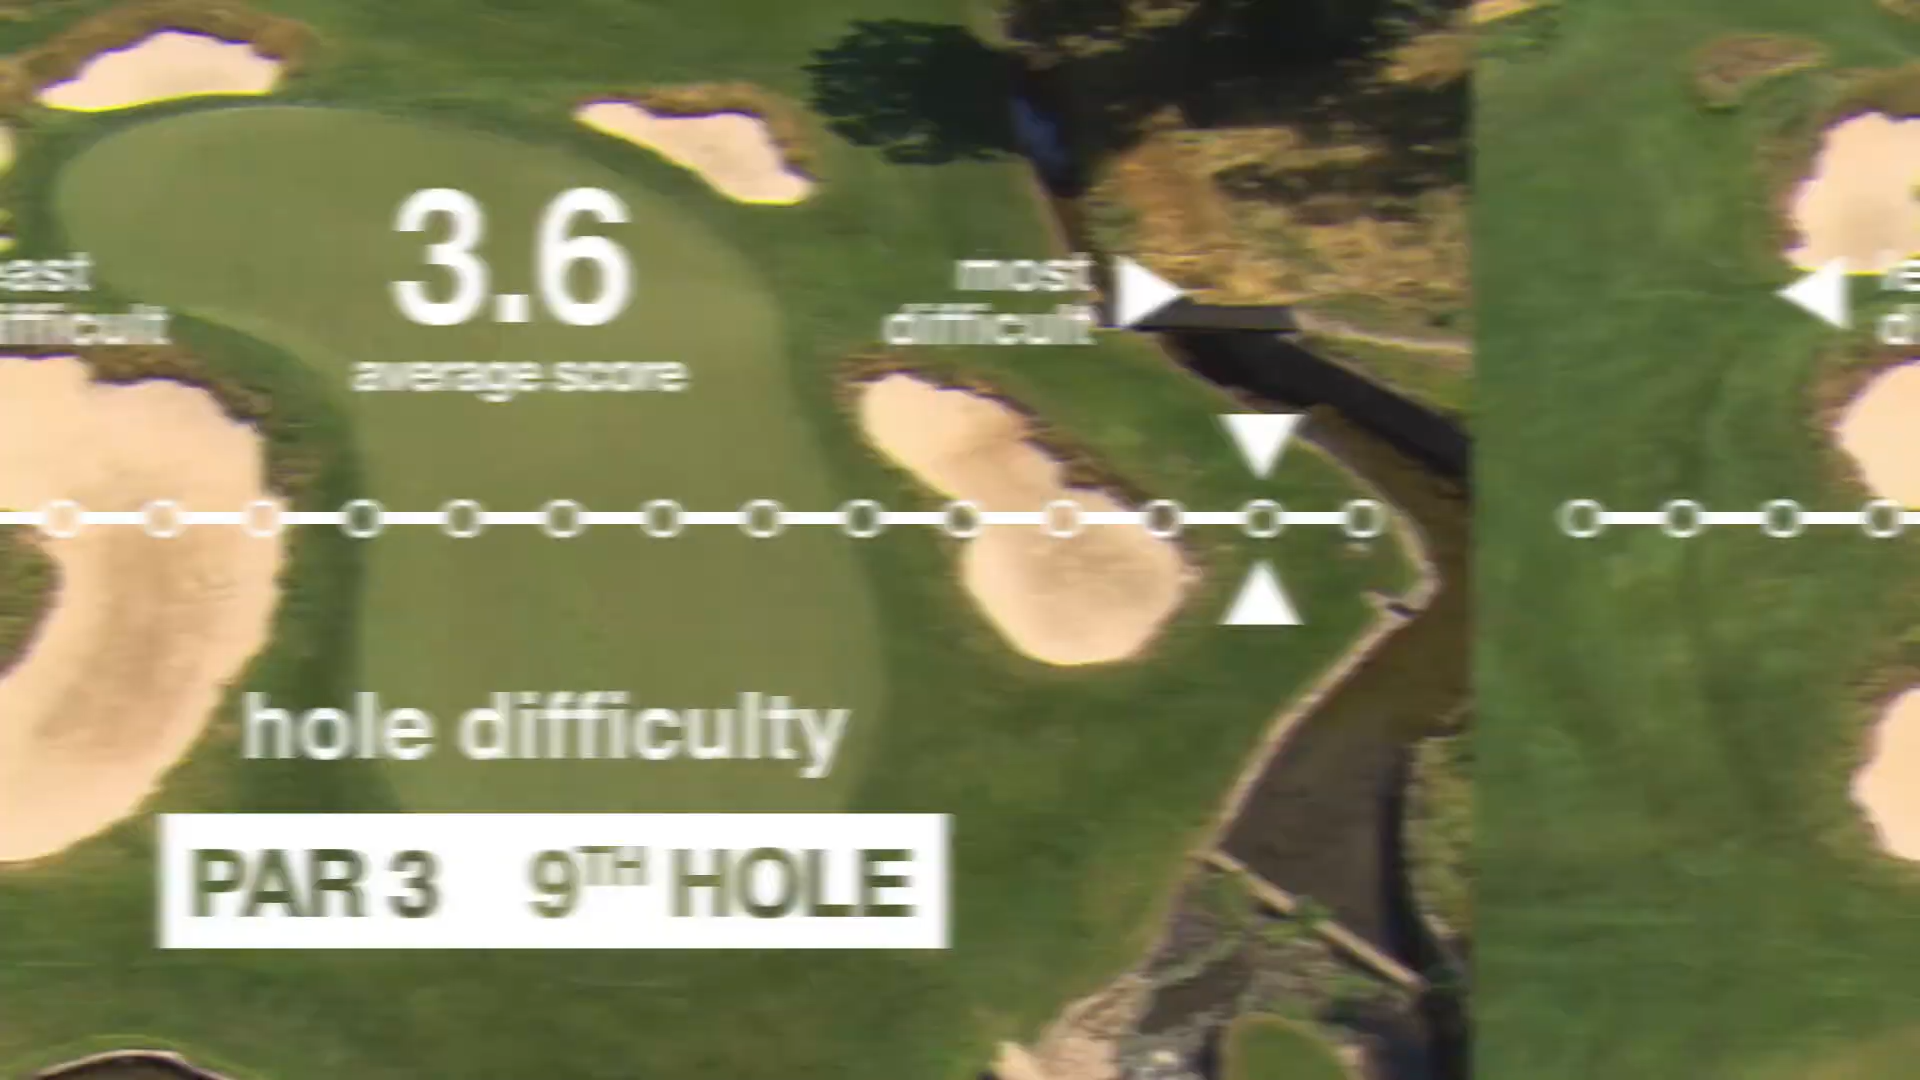 3.6
average score
most
difficult
hole difficulty
PAR 3 9TH HOLE